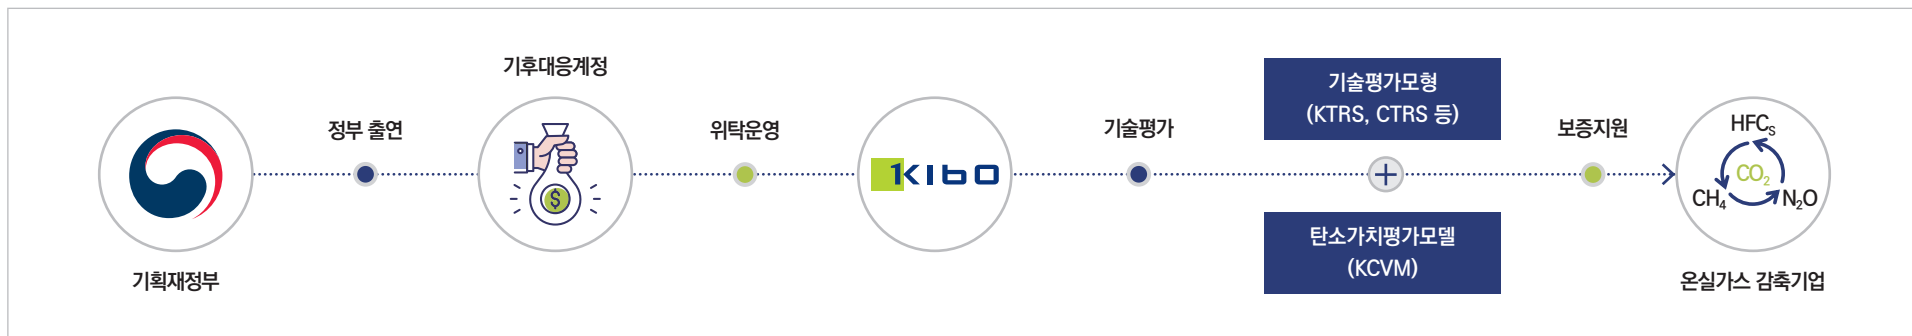 기획재정부
정부 출연
기후대응계정
$
위탁운영
1KIBO
기술평가
기술평가모형
(KTRS, CTRS 등)
+
탄소가치평가모델
(KCVM)
보증지원
HFCs
CO₂
CH₄
N₂O
온실가스 감축기업